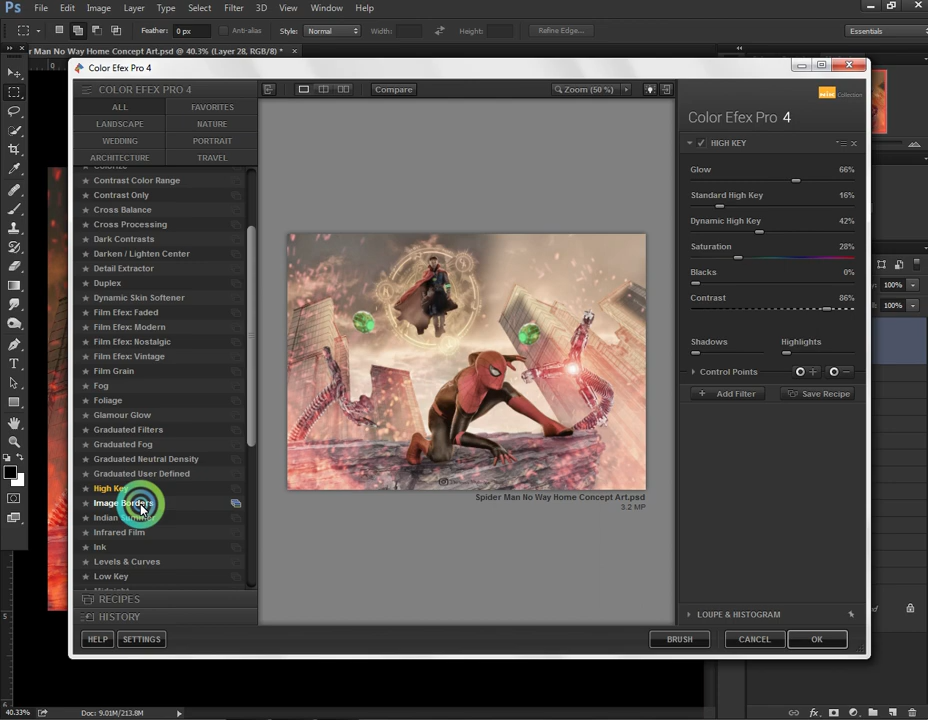 Ps File Edit Image Layer Type Select Filter 3D View Window Help
Feather: 0 px Anti-alias Style: Normal Width: Height: Refine Edge... Essentials
r Man No Way Home Concept Art.psd @ 40.3% (Layer 28, RGB/8) *
Color Efex Pro 4
COLOR EFEX PRO 4
ALL FAVORITES
LANDSCAPE NATURE
WEDDING PORTRAIT
ARCHITECTURE TRAVEL
Colorize
Contrast Color Range
Contrast Only
Cross Balance
Cross Processing
Dark Contrasts
Darken / Lighten Center
Detail Extractor
Duplex
Dynamic Skin Softener
Film Efex: Faded
Film Efex: Modern
Film Efex: Nostalgic
Film Efex: Vintage
Film Grain
Fog
Foliage
Glamour Glow
Graduated Filters
Graduated Fog
Graduated Neutral Density
Graduated User Defined
High Key
Image Borders
Indian Summer
Infrared Film
Ink
Levels & Curves
Low Key
RECIPES
HISTORY
HELP SETTINGS
Compare Zoom (50 %)
Spider Man No Way Home Concept Art.psd
3.2 MP
Collection
Color Efex Pro 4
HIGH KEY
Glow 66%
Standard High Key 16%
Dynamic High Key 42%
Saturation 28%
Blacks 0%
Contrast 86%
Shadows Highlights
Control Points
Add Filter Save Recipe
LOUPE & HISTOGRAM
BRUSH CANCEL OK
100%
100%
40.33% Doc: 9.01M/213.8M